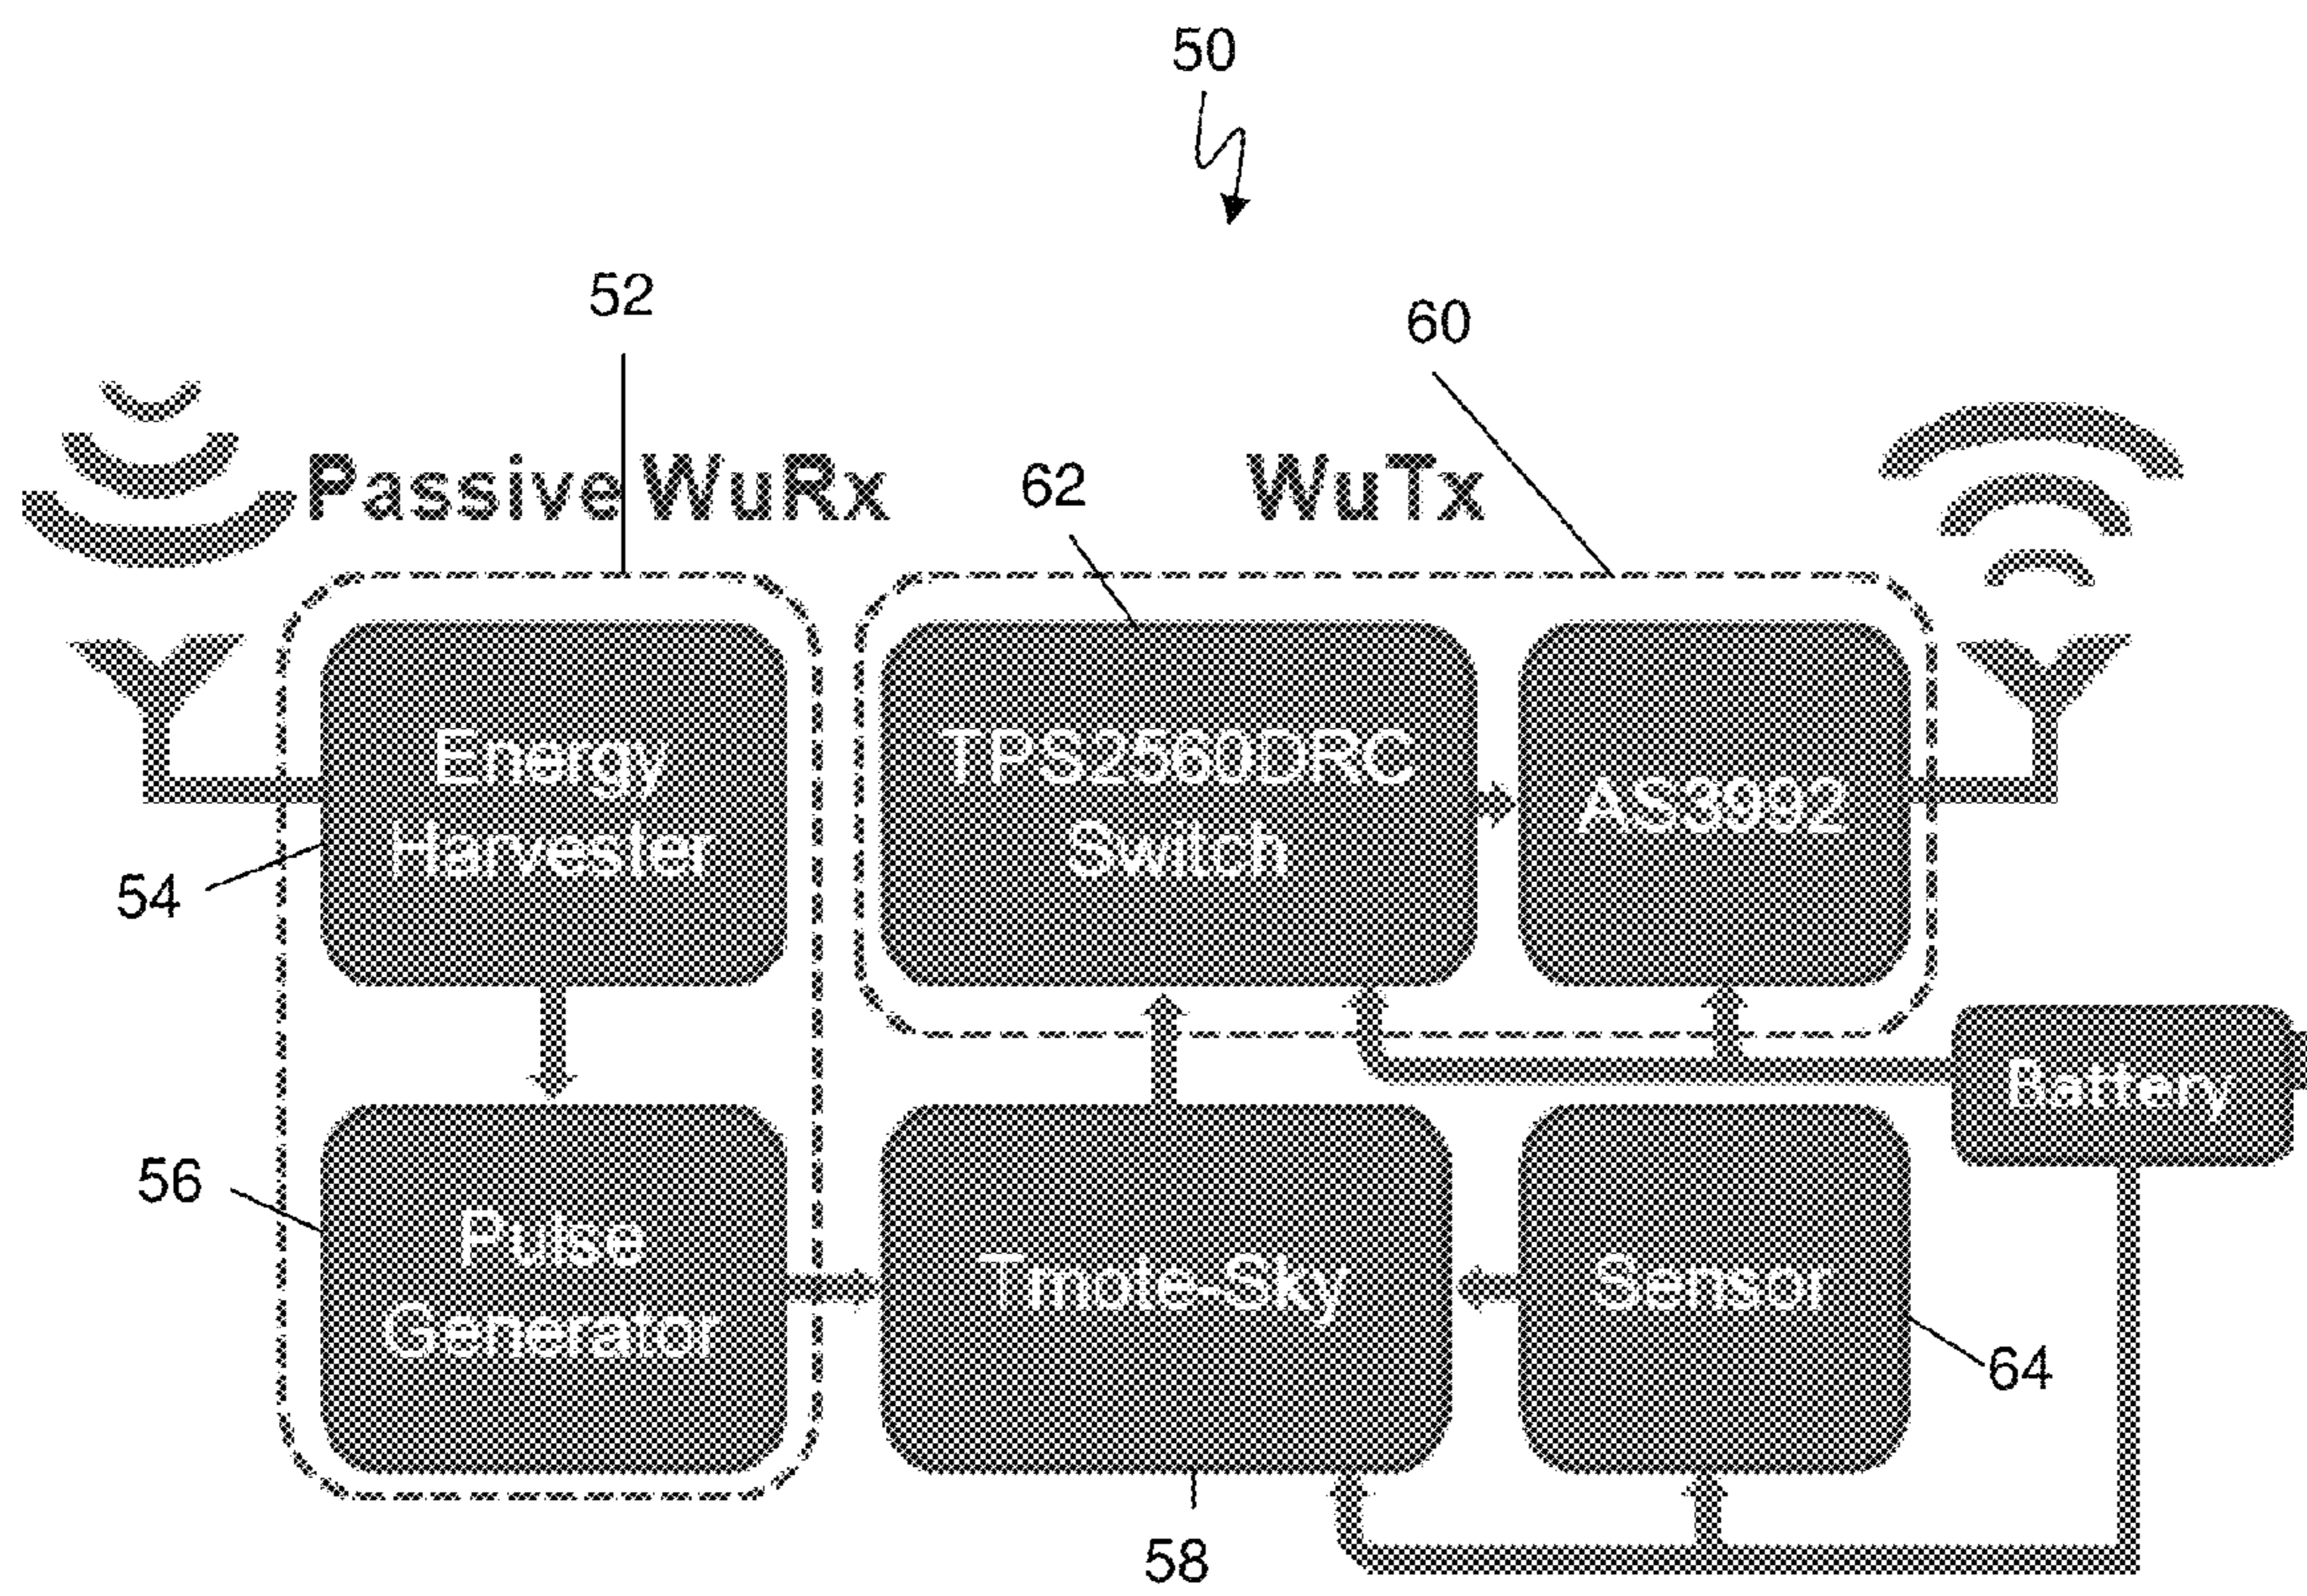 50
52
60
Passive WuRx
62
WuTx
Energy
Harvester
TPS2560DRC
Switch
AS3992
54
Battery
56
Pulse
Generator
Tmote-Sky
Sensor
64
58